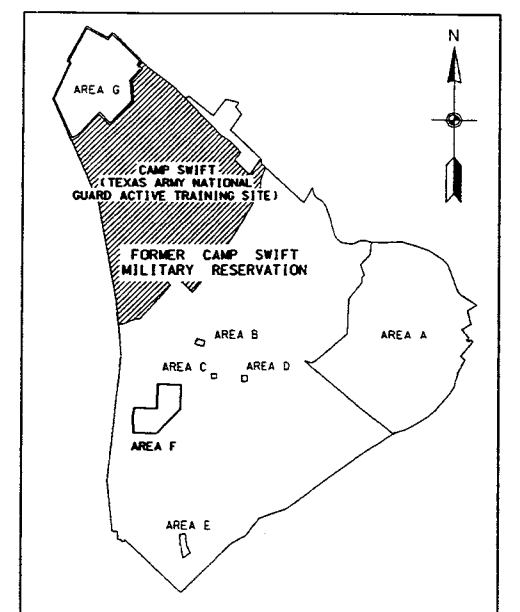 N
AREA G
CAMP SWIFT
(TEXAS ARMY NATIONAL
GUARD ACTIVE TRAINING SITE)
FORMER CAMP SWIFT
MILITARY RESERVATION
AREA B
AREA A
AREA C
AREA D
AREA F
AREA E